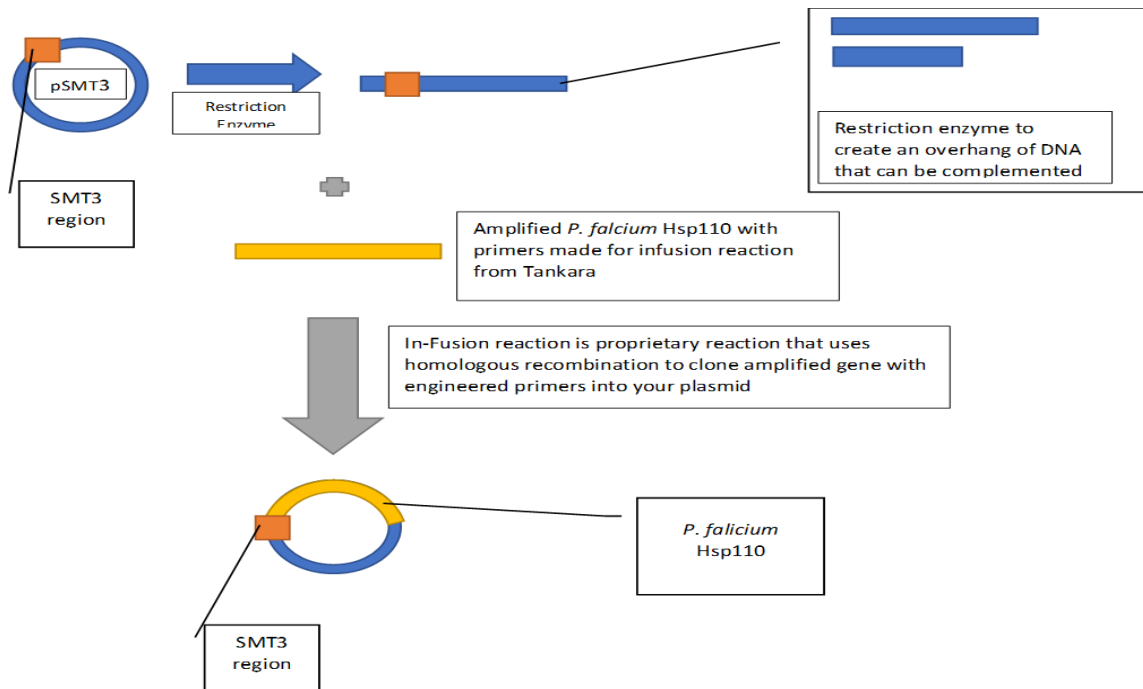 pSMT3
Restriction
Enzyme
SMT3
region
Restriction enzyme to
create an overhang of DNA
that can be complemented
Amplified P. falcium Hsp110 with
primers made for infusion reaction
from Tankara
In-Fusion reaction is proprietary reaction that uses
homologous recombination to clone amplified gene with
engineered primers into your plasmid
P. falicium
Hsp110
SMT3
region